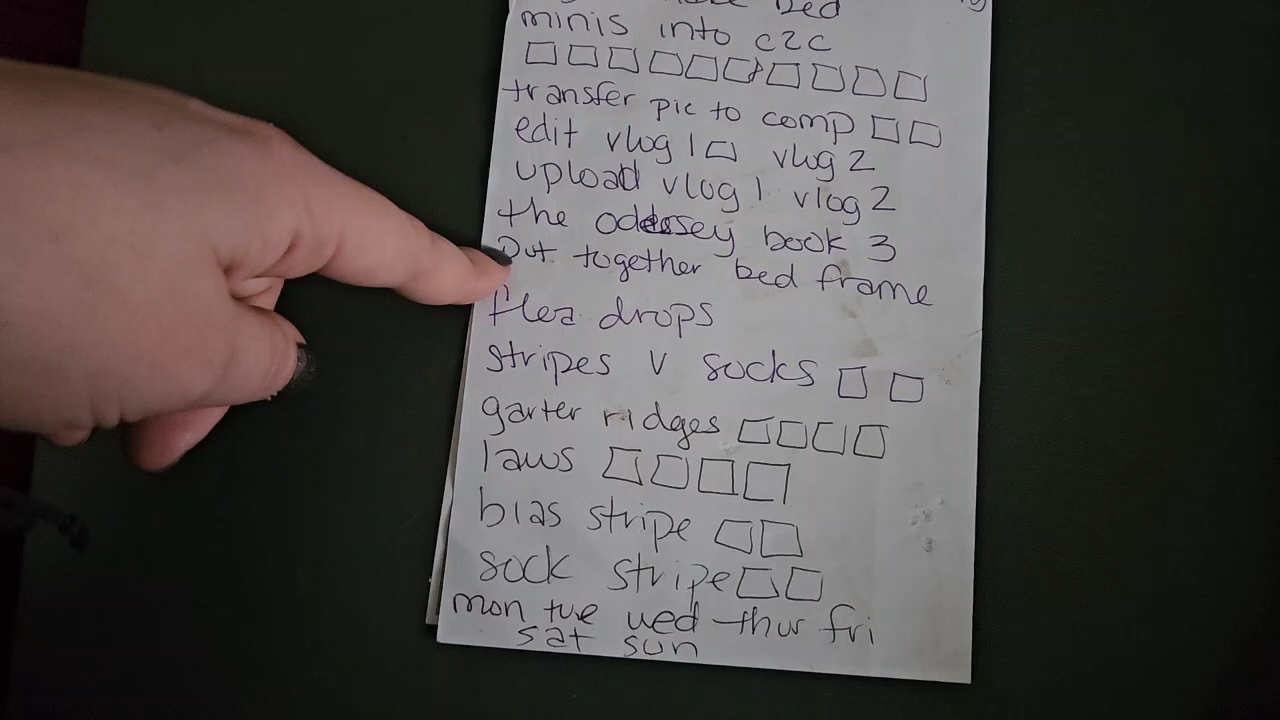 bed
minis into c2c
transfer pic to comp
edit vlog 1 vlog 2
upload vlog 1 vlog 2
the odessey book 3
put together bed frame
flea drops
stripes v socks
garter ridges
laws
bias stripe
sock stripe
mon tue wed thur fri
sat sun